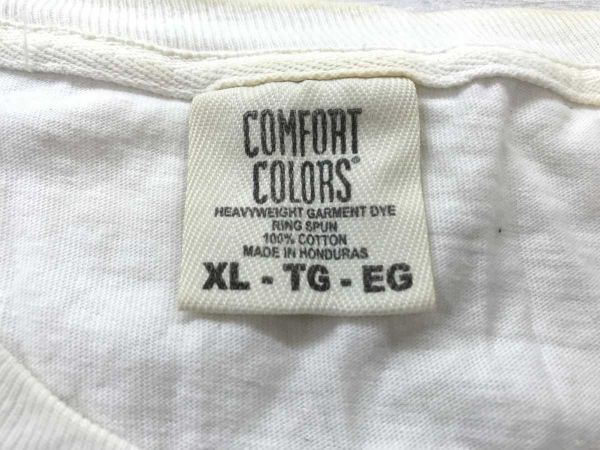 COMFORT
COLORS®
HEAVYWEIGHT GARMENT DYE
RING SPUN
100% COTTON
MADE IN HONDURAS
XL - TG - EG